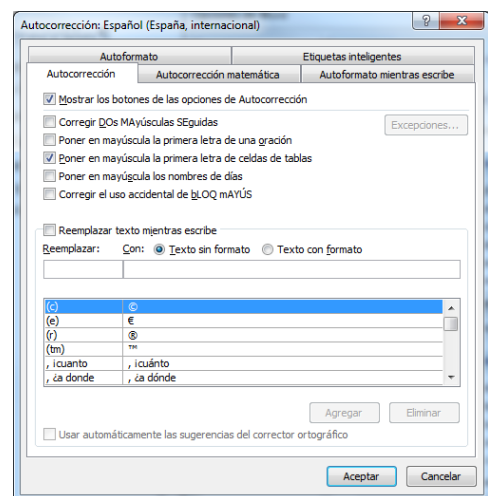 Autocorrección: Español (España, internacional)
Autoformato Etiquetas inteligentes
Autocorrección Autocorrección matemática Autoformato mientras escribe
Mostrar los botones de las opciones de Autocorrección
Corregir DOs MAyúsculas SEguidas Excepciones...
Poner en mayúscula la primera letra de una oración
Poner en mayúscula la primera letra de celdas de tablas
Poner en mayúscula los nombres de días
Corregir el uso accidental de bLOQ mAYÚS
Reemplazar texto mientras escribe
Reemplazar: Con: Texto sin formato Texto con formato
(c) ©
(e) €
(r) ®
(tm) ™
, ¡cuanto , ¡cuánto
, ¿a donde , ¿a dónde
Agregar Eliminar
Usar automáticamente las sugerencias del corrector ortográfico
Aceptar Cancelar